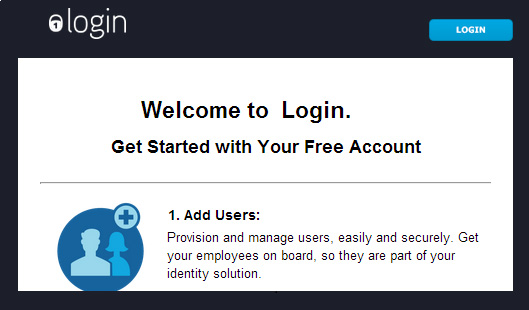 1 login
LOGIN
Welcome to Login.
Get Started with Your Free Account
1. Add Users:
Provision and manage users, easily and securely. Get
your employees on board, so they are part of your
identity solution.